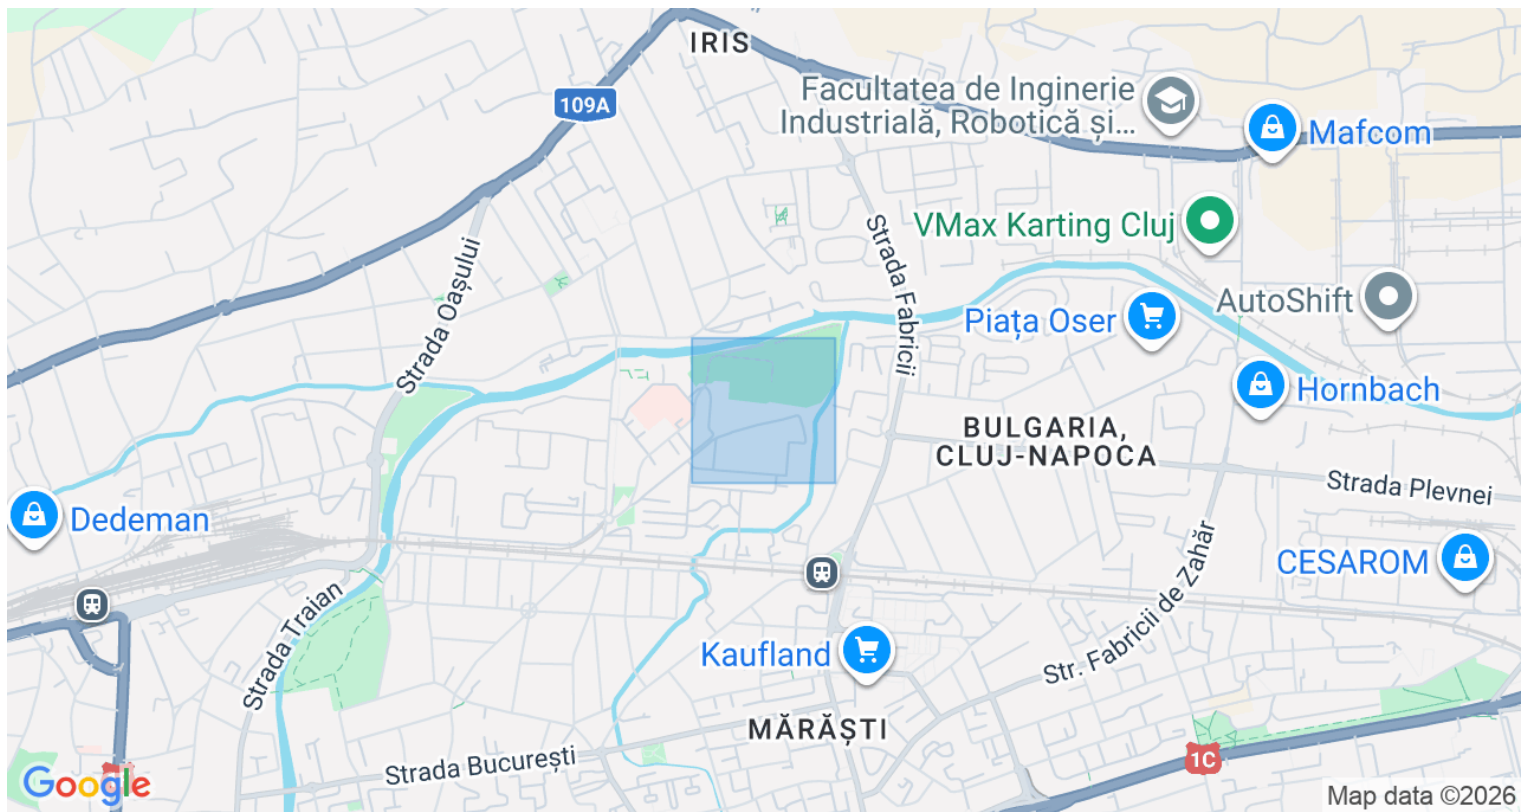 IRIS
109A
Facultatea de Inginerie
Industrială, Robotică și...
Mafcom
VMax Karting Cluj
Strada Oașului
Strada Fabricii
AutoShift
Piața Oser
Hornbach
BULGARIA,
CLUJ-NAPOCA
Strada Plevnei
Dedeman
CESAROM
Strada Traian
Str. Fabricii de Zahăr
Kaufland
MĂRĂȘTI
Strada București
1C
Google
Map data ©2026